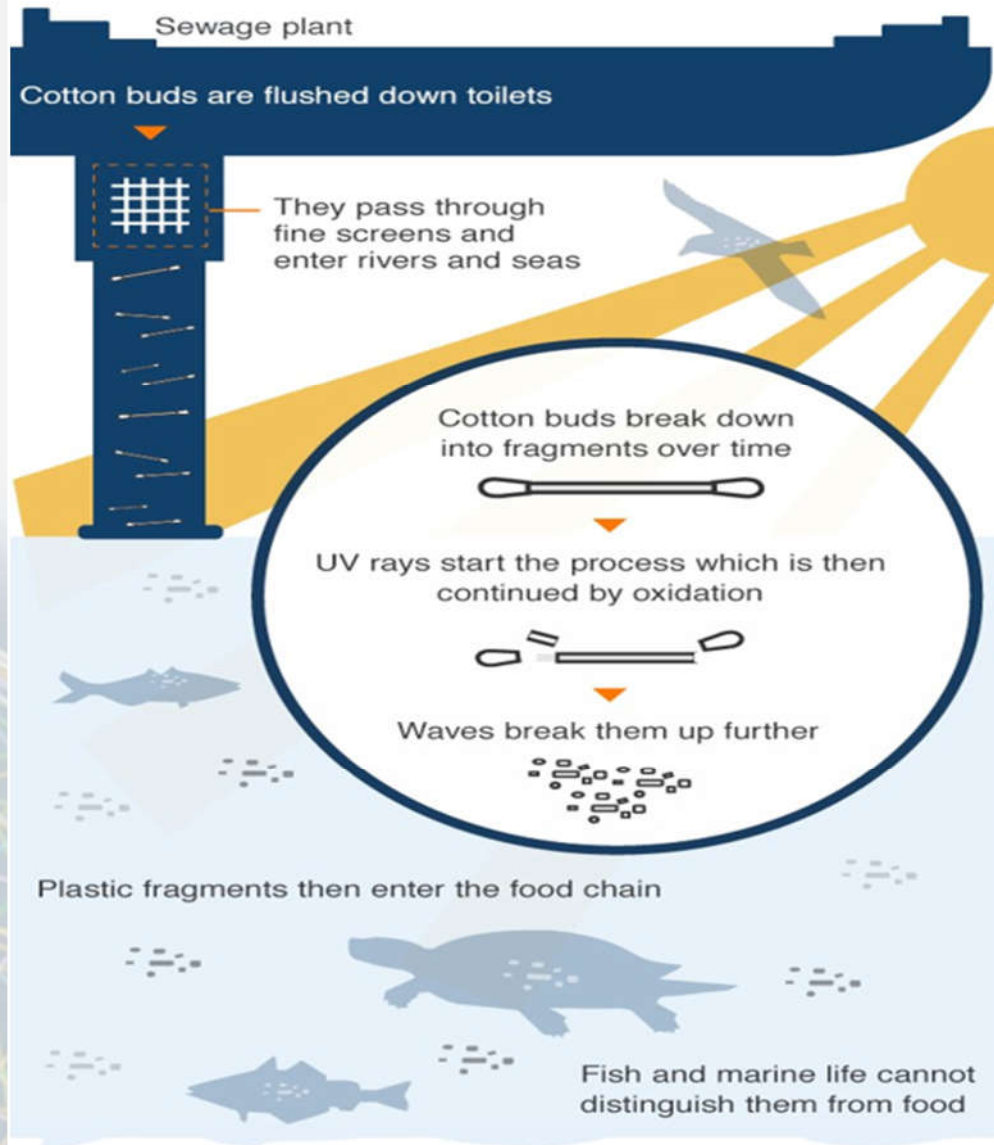 Sewage plant
Cotton buds are flushed down toilets
They pass through
fine screens and
enter rivers and seas
Cotton buds break down
into fragments over time
UV rays start the process which is then
continued by oxidation
Waves break them up further
Plastic fragments then enter the food chain
Fish and marine life cannot
distinguish them from food